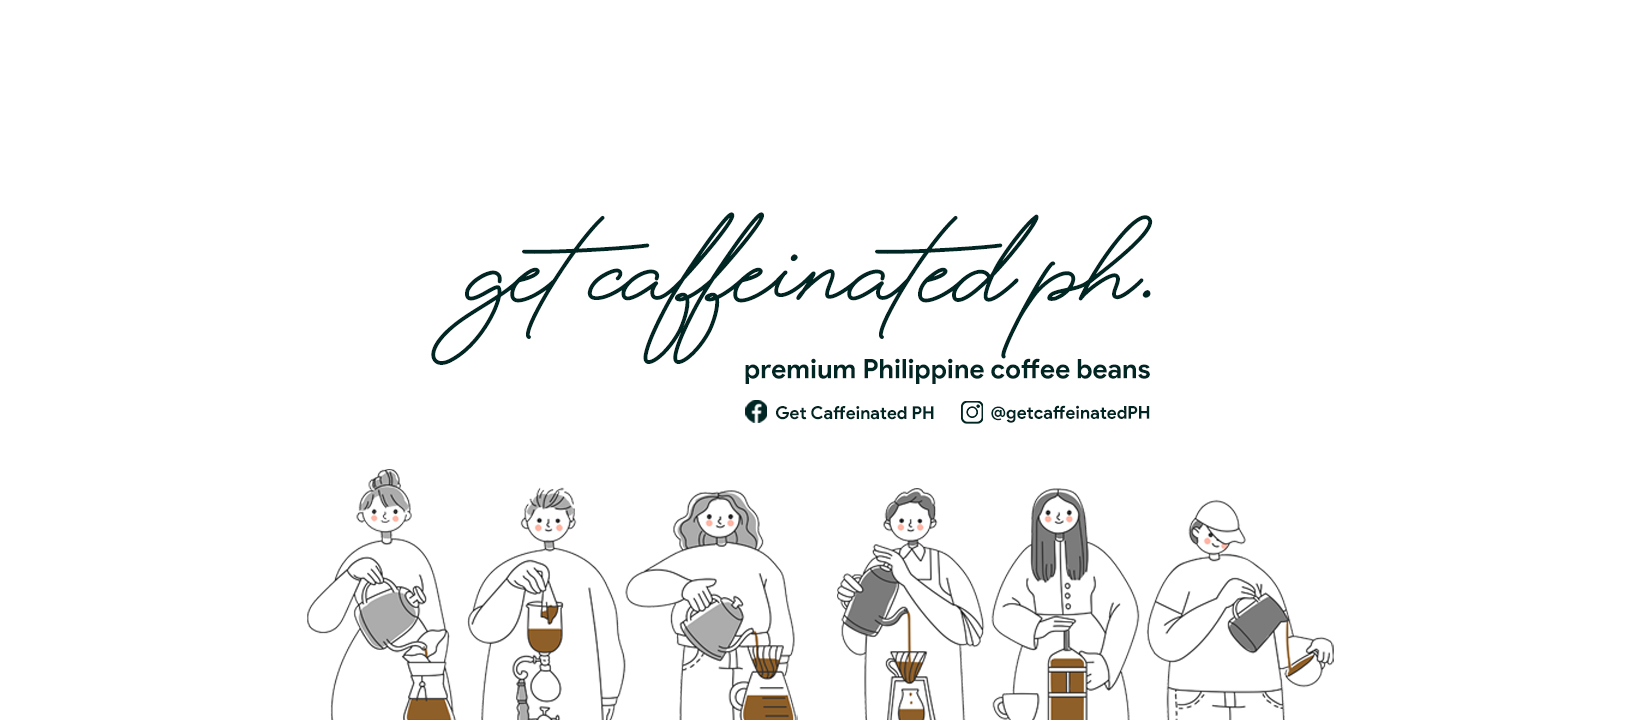 get caffeinated ph.
premium Philippine coffee beans
Get Caffeinated PH @getcaffeinatedPH